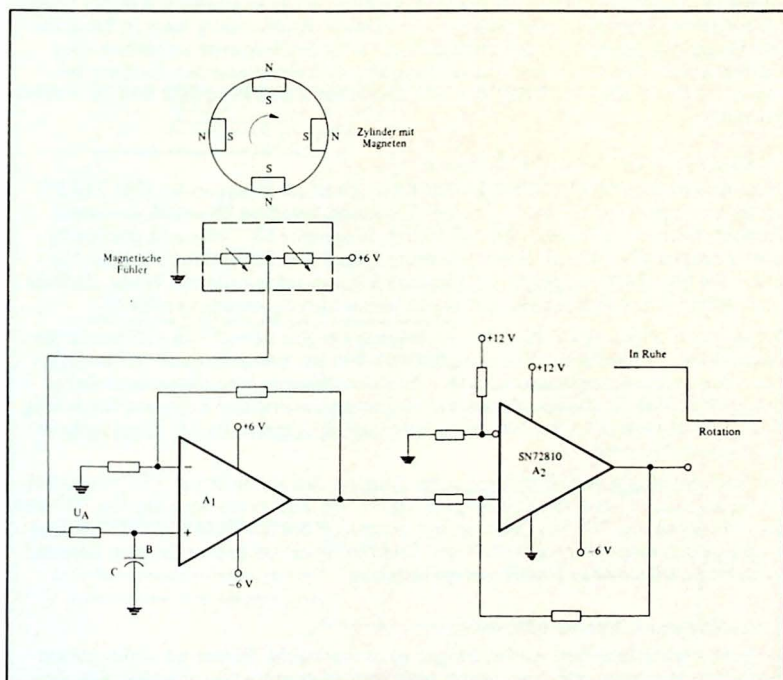 N
S
N
S
S
N
S
N
Zylinder mit
Magneten
Magnetische
Fühler
+6 V
+12 V
+12 V
In Ruhe
Rotation
+6 V
−
A1
+
SN72810
A2
UA
B
C
−6 V
−6 V